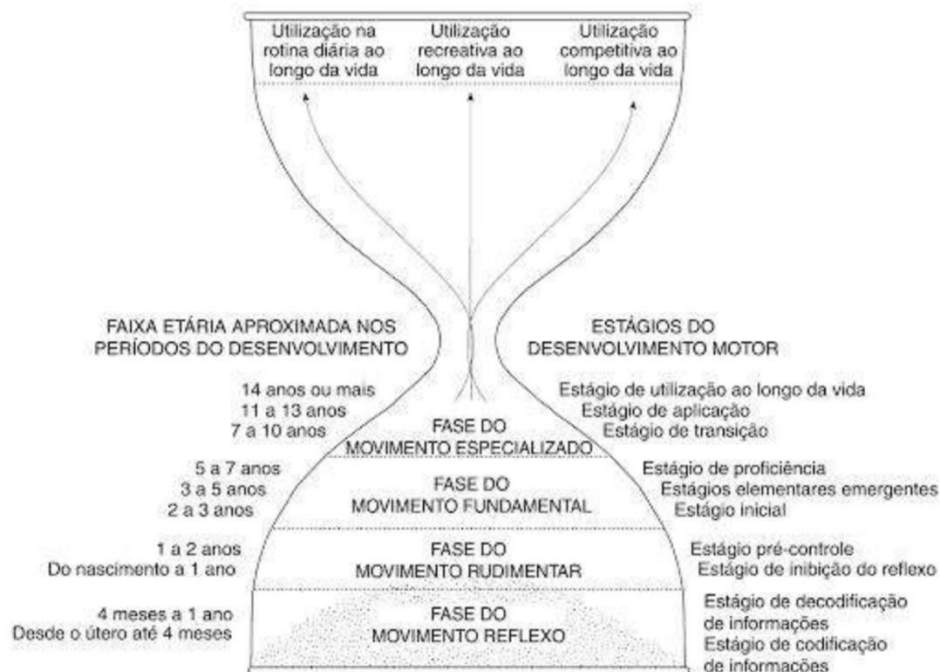 Utilização na
rotina diária ao
longo da vida
Utilização
recreativa ao
longo da vida
Utilização
competitiva ao
longo da vida
FAIXA ETÁRIA APROXIMADA NOS
PERÍODOS DO DESENVOLVIMENTO
ESTÁGIOS DO
DESENVOLVIMENTO MOTOR
14 anos ou mais
11 a 13 anos
7 a 10 anos
FASE DO
MOVIMENTO ESPECIALIZADO
Estágio de utilização ao longo da vida
Estágio de aplicação
Estágio de transição
5 a 7 anos
3 a 5 anos
2 a 3 anos
FASE DO
MOVIMENTO FUNDAMENTAL
Estágio de proficiência
Estágios elementares emergentes
Estágio inicial
1 a 2 anos
Do nascimento a 1 ano
FASE DO
MOVIMENTO RUDIMENTAR
Estágio pré-controle
Estágio de inibição do reflexo
4 meses a 1 ano
Desde o útero até 4 meses
FASE DO
MOVIMENTO REFLEXO
Estágio de decodificação
de informações
Estágio de codificação
de informações